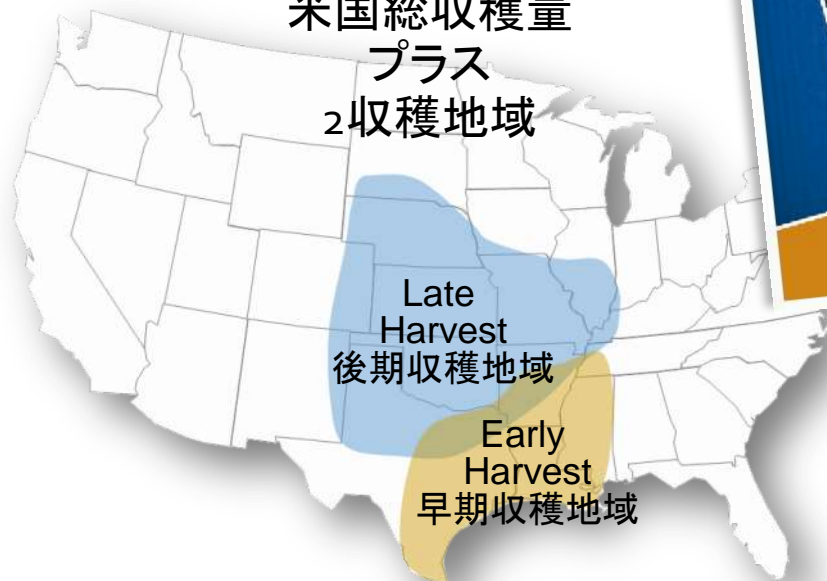 米国総収穫量
プラス
2収穫地域
Late
Harvest
後期収穫地域
Early
Harvest
早期収穫地域